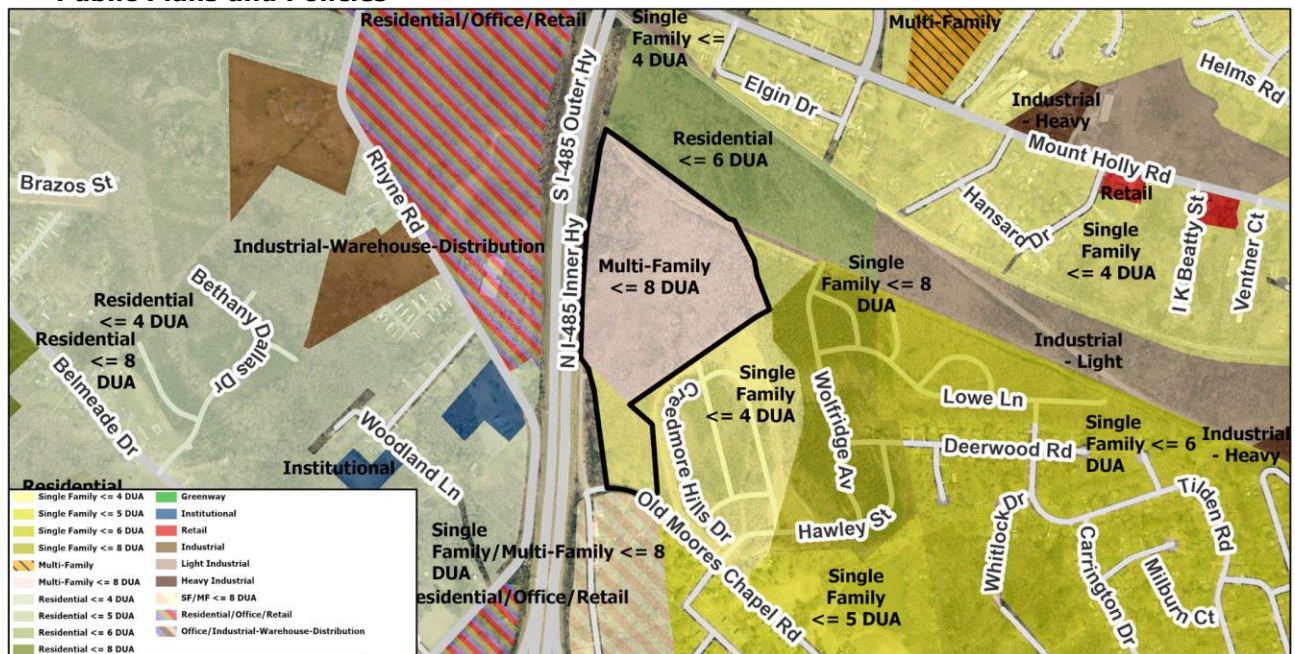 Public Plans and Policies
Residential/Office/Retail
Single
Family <=
4 DUA
Multi-Family
Helms Rd
Elgin Dr
S I-485 Outer Hy
Industrial
- Heavy
Residential
<= 6 DUA
Mount Holly Rd
Rhyne Rd
Brazos St
Retail
Hansard Dr
I K Beatty St
Ventner Ct
Single
Family
<= 4 DUA
Industrial-Warehouse-Distribution
N I-485 Inner Hy
Multi-Family
<= 8 DUA
Single
Family <= 8
DUA
Bethany Dallas Dr
Residential
<= 4 DUA
Residential
<= 8
DUA
Belmeade Dr
Industrial
- Light
Single
Family
<= 4 DUA
Creedmore Hills Dr
Wolfridge Av
Lowe Ln
Deerwood Rd
Single
Family <= 6
DUA
Industrial
- Heavy
Woodland Ln
Institutional
Residential
Old Moores Chapel Rd
Hawley St
Whitlock Dr
Carrington Dr
Tilden Rd
Milburn Ct
Single
Family/Multi-Family <= 8
DUA
Single
Family
<= 5 DUA
esidential/Office/Retail
Single Family <= 4 DUA
Single Family <= 5 DUA
Single Family <= 6 DUA
Single Family <= 8 DUA
Multi-Family
Multi-Family <= 8 DUA
Residential <= 4 DUA
Residential <= 5 DUA
Residential <= 6 DUA
Residential <= 8 DUA
Greenway
Institutional
Retail
Industrial
Light Industrial
Heavy Industrial
SF/MF <= 8 DUA
Residential/Office/Retail
Office/Industrial-Warehouse-Distribution